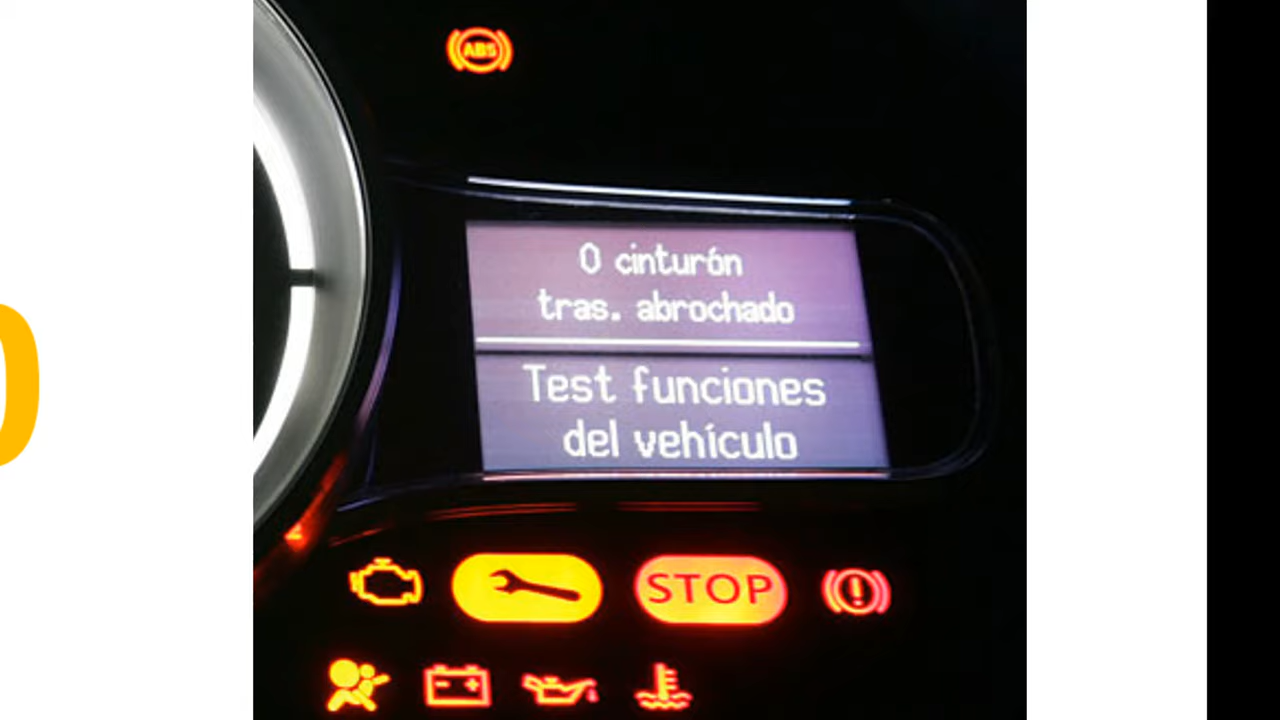 ABS
0 cinturón
tras. abrochado
Test funciones
del vehículo
STOP